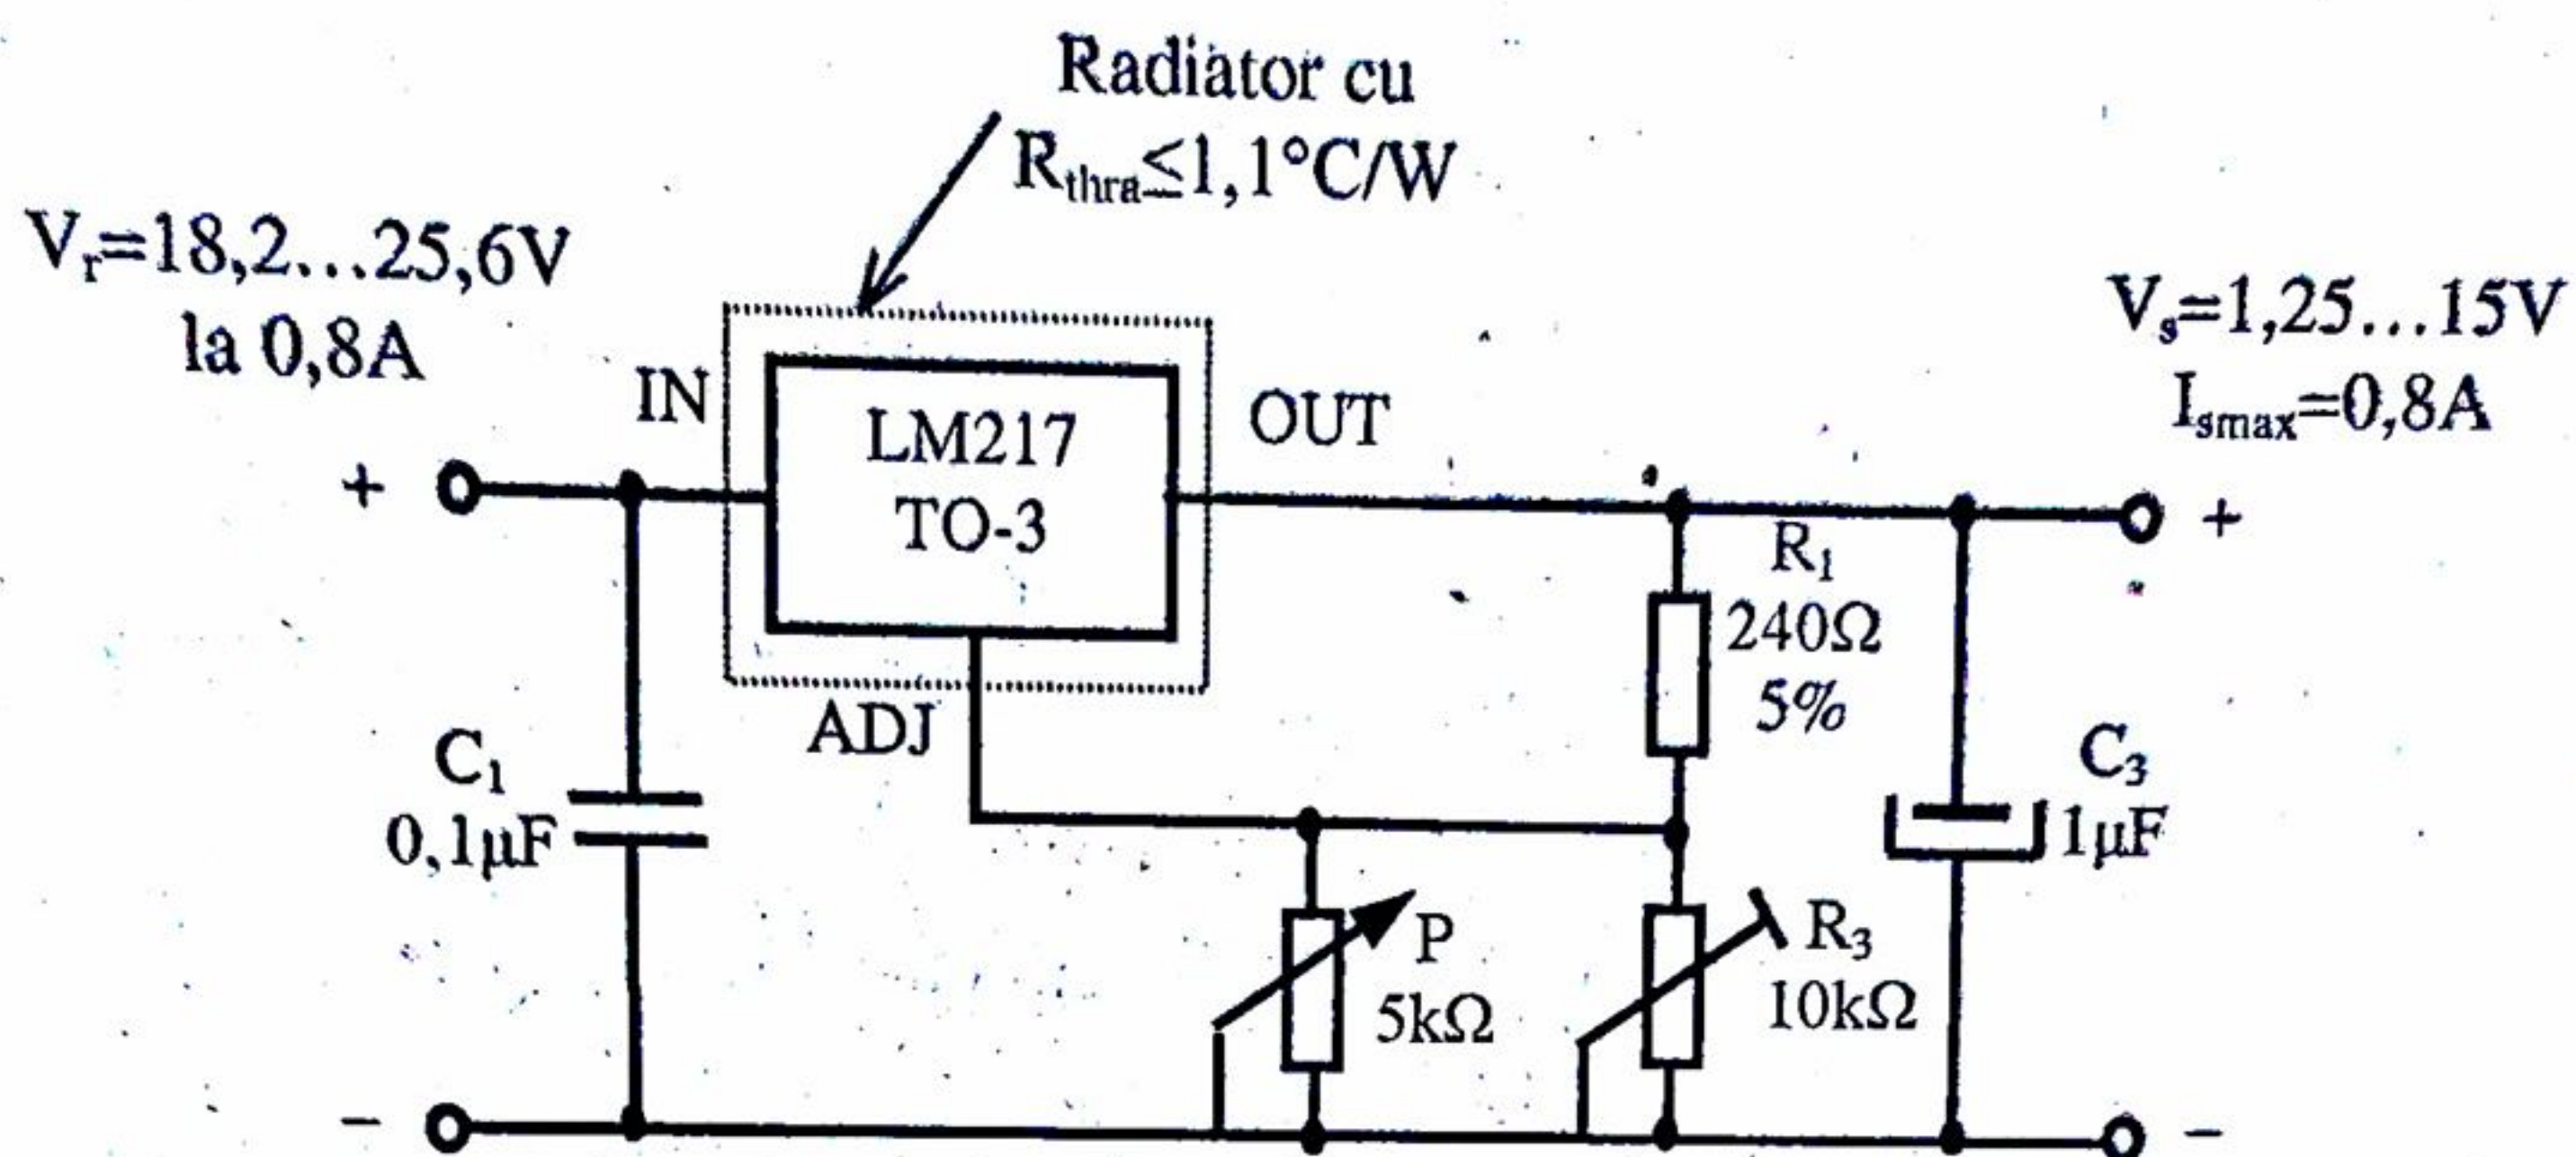 Radiator cu
Rthra≤1,1°C/W
Vr=18,2...25,6V
la 0,8A
Vs=1,25...15V
Ismax=0,8A
IN
LM217
TO-3
OUT
+
+
R1
240Ω
5%
ADJ
C1
0,1μF
C3
1μF
P
5kΩ
R3
10kΩ
–
–